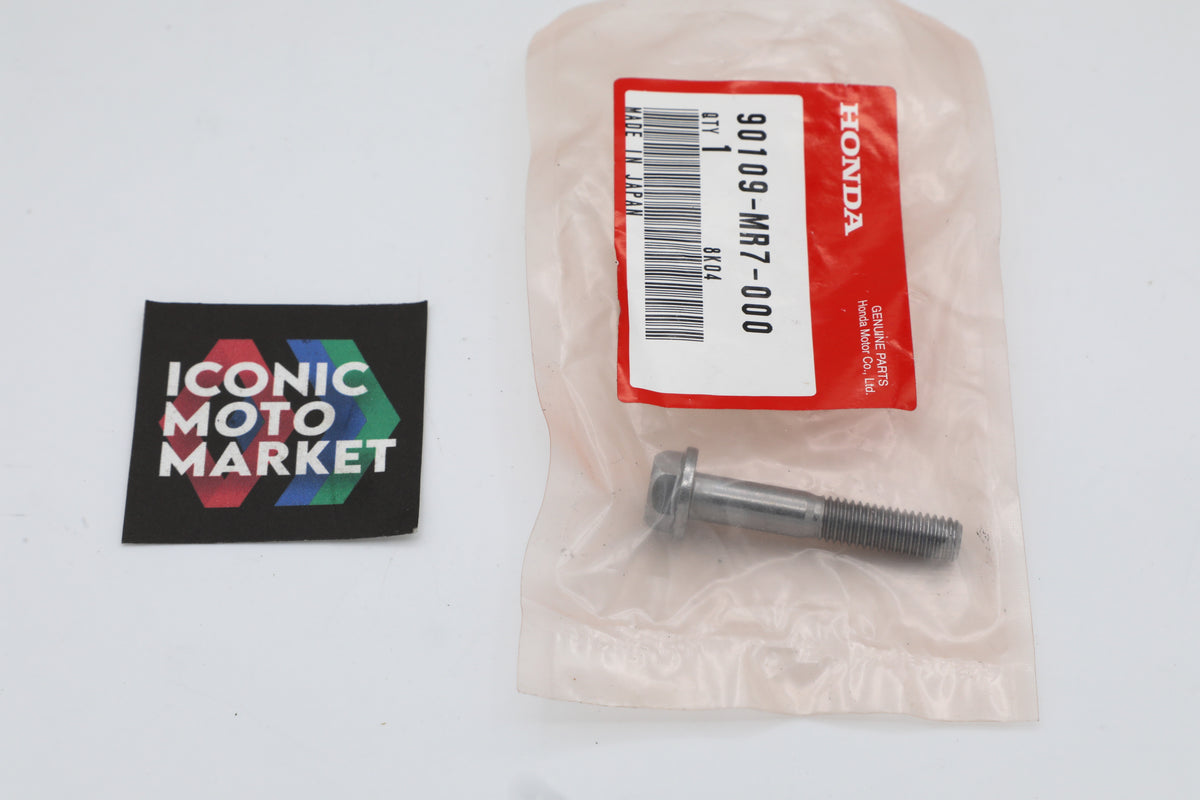 ICONIC
MOTO
MARKET
HONDA
GENUINE PARTS
Honda Motor Co., Ltd.
90109-MR7-000
QTY 1 8K04
MADE IN JAPAN